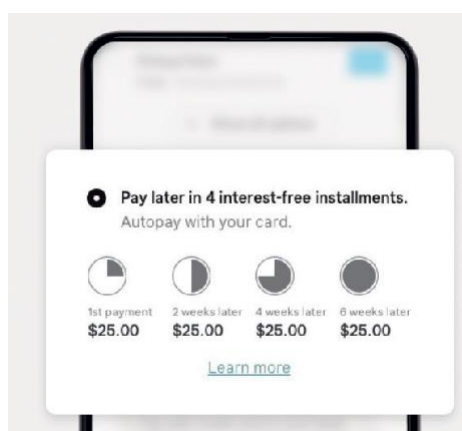 Pay later in 4 interest-free installments.
Autopay with your card.
1st payment 2 weeks later 4 weeks later 6 weeks later
$25.00 $25.00 $25.00 $25.00
Learn more